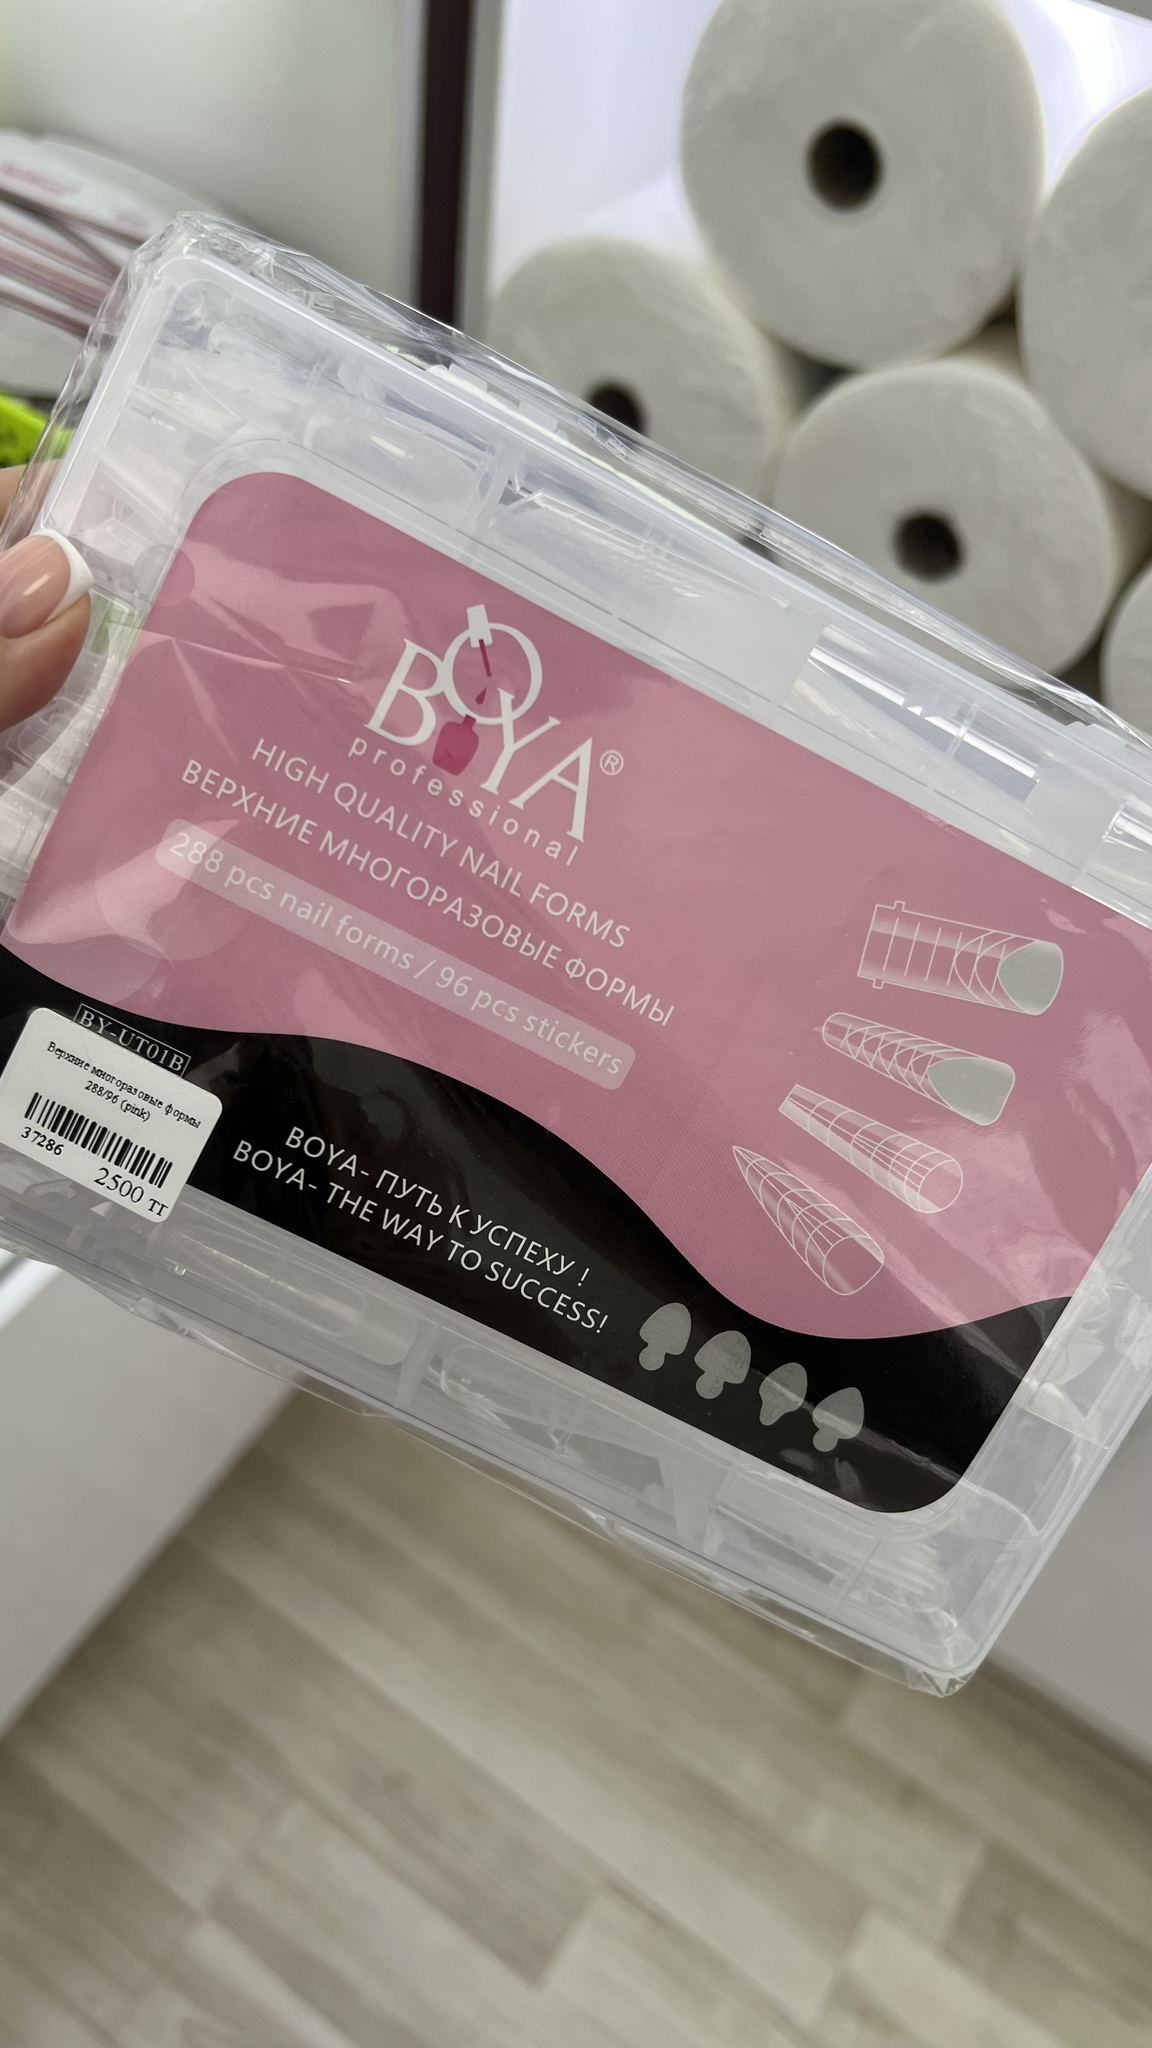 BOYA®
professional
HIGH QUALITY NAIL FORMS
ВЕРХНИЕ МНОГОРАЗОВЫЕ ФОРМЫ
288 pcs nail forms / 96 pcs stickers
BY-UT01B
Верхние многоразовые формы
288/96 (pink)
37286
2500 тг
BOYA- ПУТЬ К УСПЕХУ !
BOYA- THE WAY TO SUCCESS!